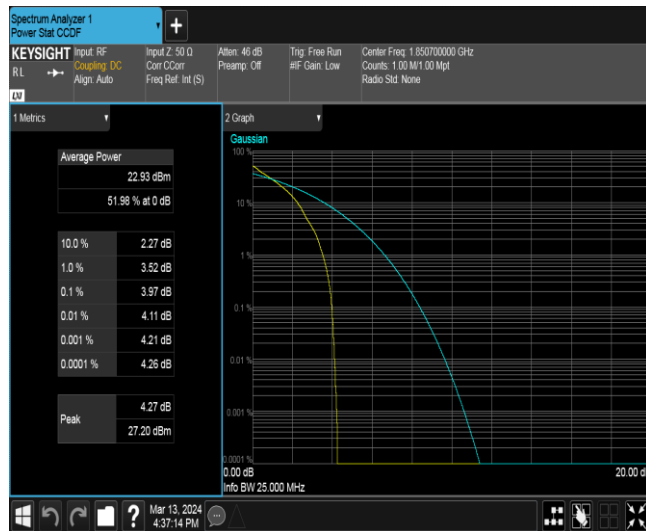 Spectrum Analyzer 1
Power Stat CCDF
+
KEYSIGHT
RL
LXI
Input: RF
Coupling: DC
Align: Auto
Input Z: 50 Ω
Corr CCorr
Freq Ref: Int (S)
Atten: 46 dB
Preamp: Off
Trig: Free Run
#IF Gain: Low
Center Freq: 1.850700000 GHz
Counts: 1.00 M/1.00 Mpt
Radio Std: None
1 Metrics
Average Power
22.93 dBm
51.98 % at 0 dB
10.0 % 2.27 dB
1.0 % 3.52 dB
0.1 % 3.97 dB
0.01 % 4.11 dB
0.001 % 4.21 dB
0.0001 % 4.26 dB
Peak
4.27 dB
27.20 dBm
2 Graph
Gaussian
100 %
10 %
1 %
0.1 %
0.01 %
0.001 %
0.0001 %
0.00 dB
20.00 d
Info BW 25.000 MHz
?
Mar 13, 2024
4:37:14 PM